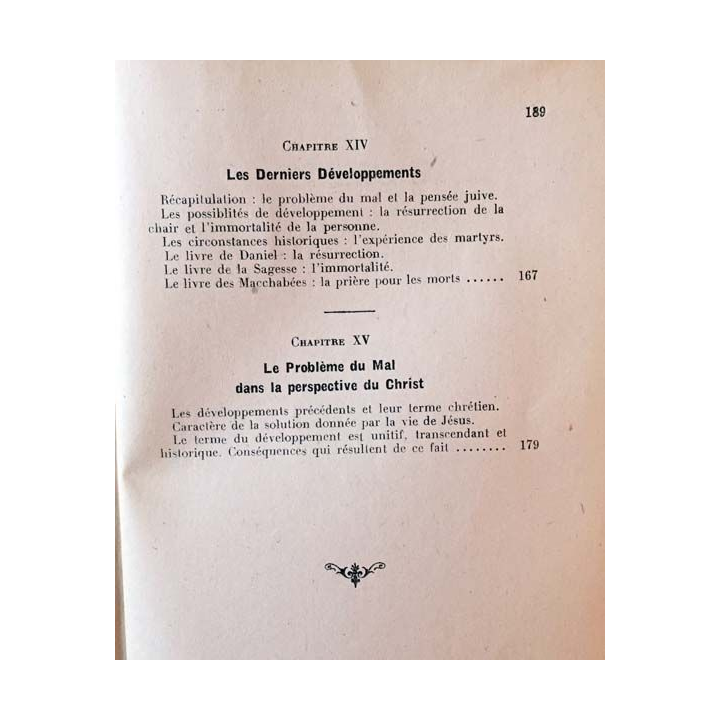 189
CHAPITRE XIV
Les Derniers Développements
Récapitulation : le problème du mal et la pensée juive.
Les possiblités de développement : la résurrection de la
chair et l'immortalité de la personne.
Les circonstances historiques : l'expérience des martyrs.
Le livre de Daniel : la résurrection.
Le livre de la Sagesse : l'immortalité.
Le livre des Macchabées : la prière pour les morts ...... 167
CHAPITRE XV
Le Problème du Mal
dans la perspective du Christ
Les développements précédents et leur terme chrétien.
Caractère de la solution donnée par la vie de Jésus.
Le terme du développement est unitif, transcendant et
historique. Conséquences qui résultent de ce fait ........ 179